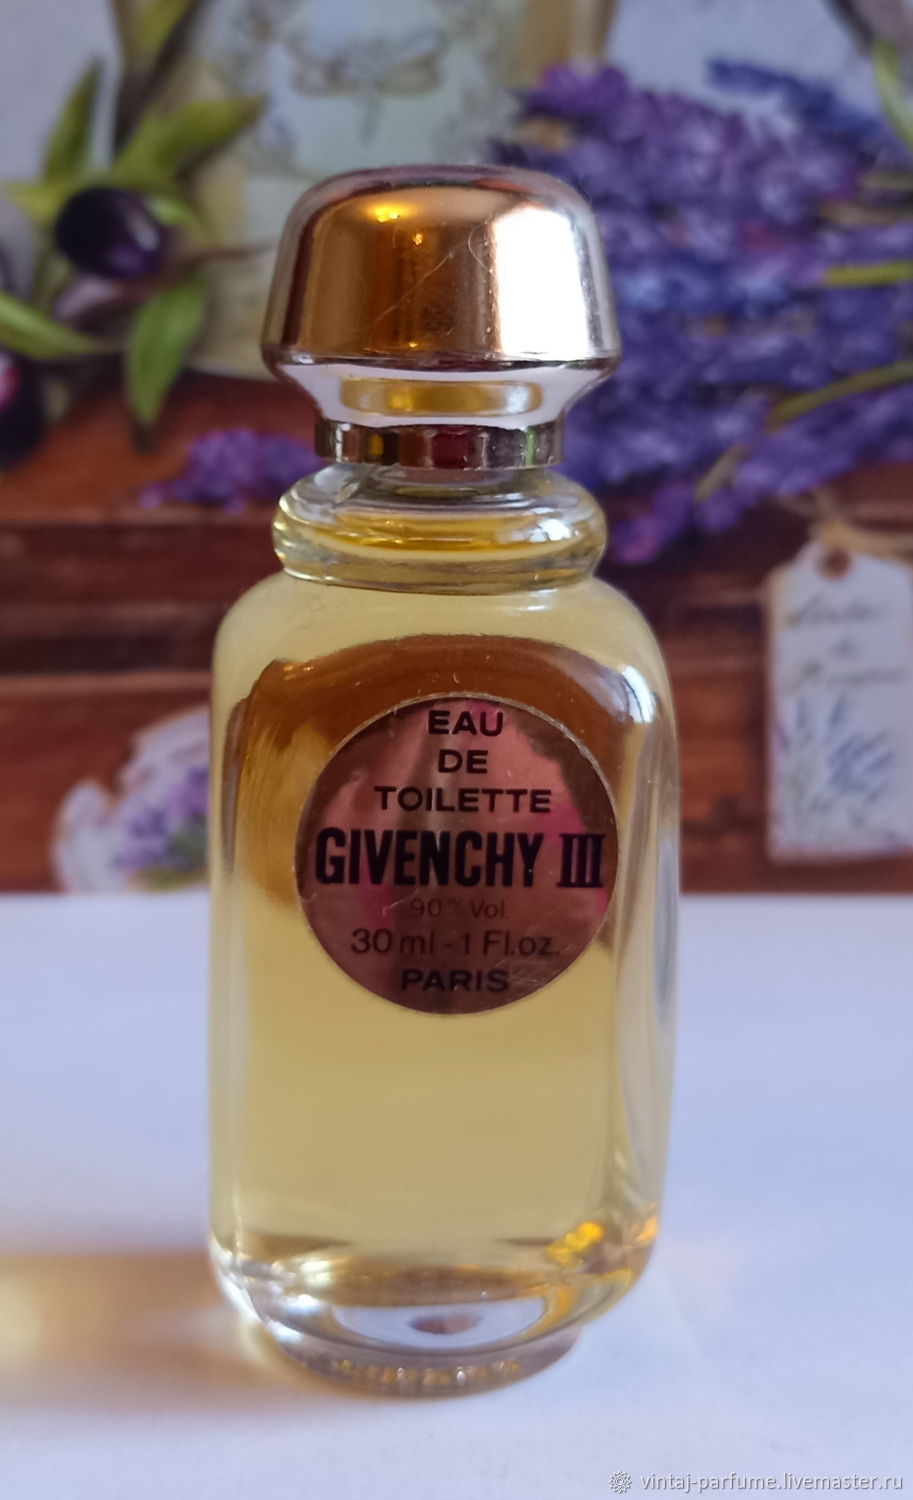 EAU
DE
TOILETTE
GIVENCHY III
90% Vol.
30 ml - 1 Fl.oz.
PARIS
vintaj-parfume.livemaster.ru